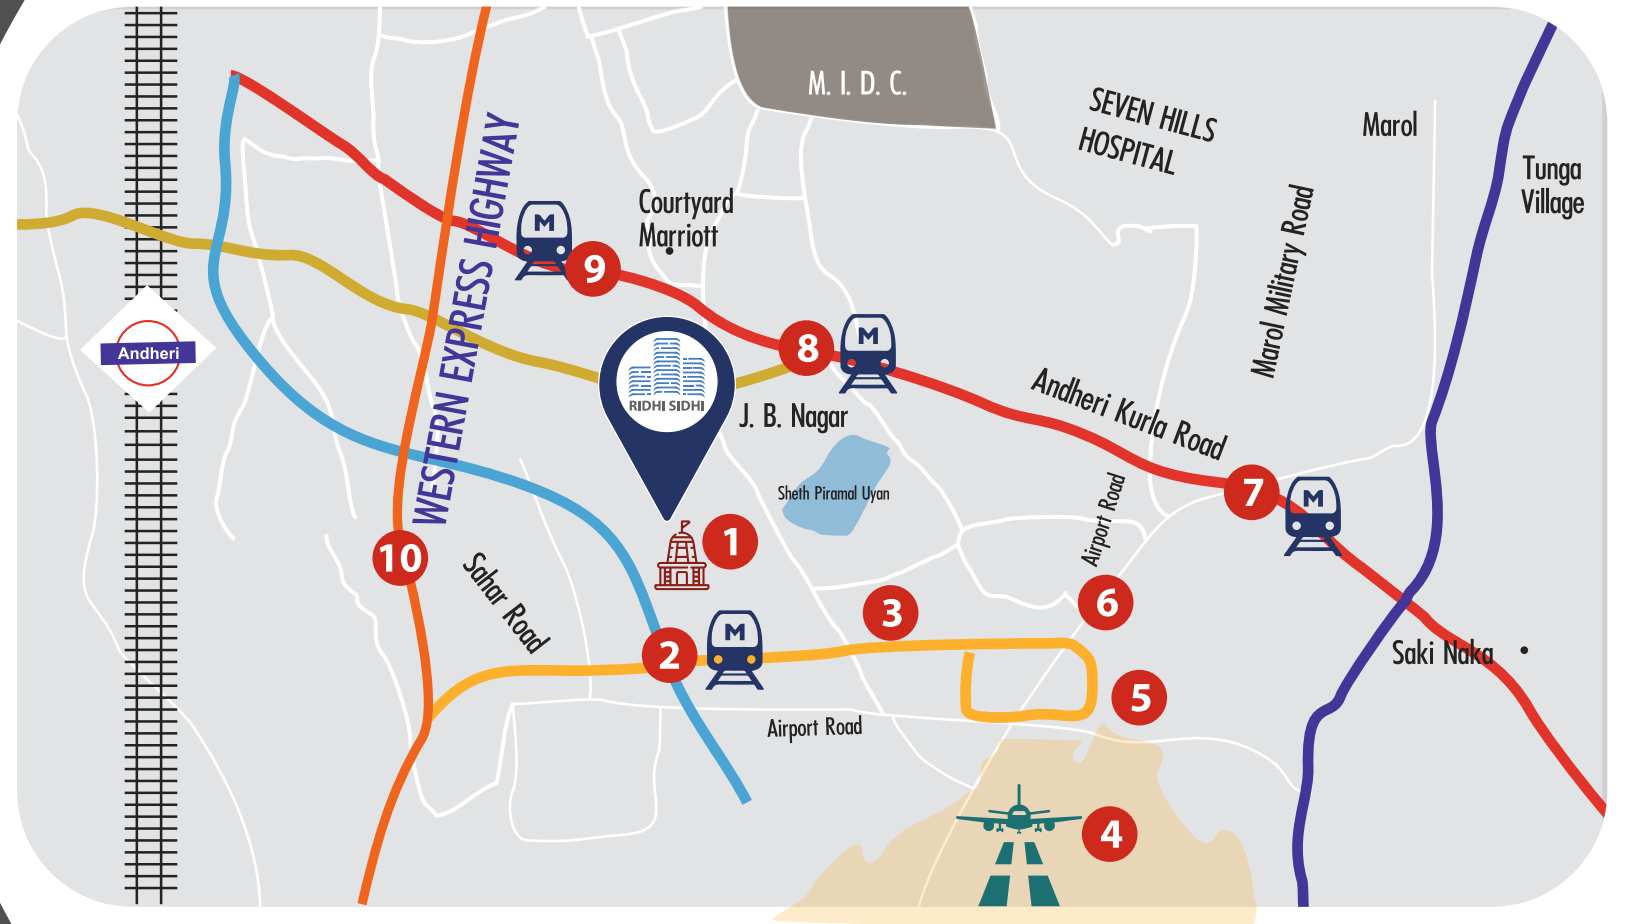 M. I. D. C.
SEVEN HILLS
HOSPITAL
Marol
Tunga
Village
WESTERN EXPRESS HIGHWAY
M
Courtyard
Marriott
9
Marol Military Road
Andheri
8
M
RIDHI SIDHI
J. B. Nagar
Andheri Kurla Road
Sheth Piramal Uyan
Airport Road
7
M
1
10
Sahar Road
3
6
2
M
Saki Naka
5
Airport Road
4